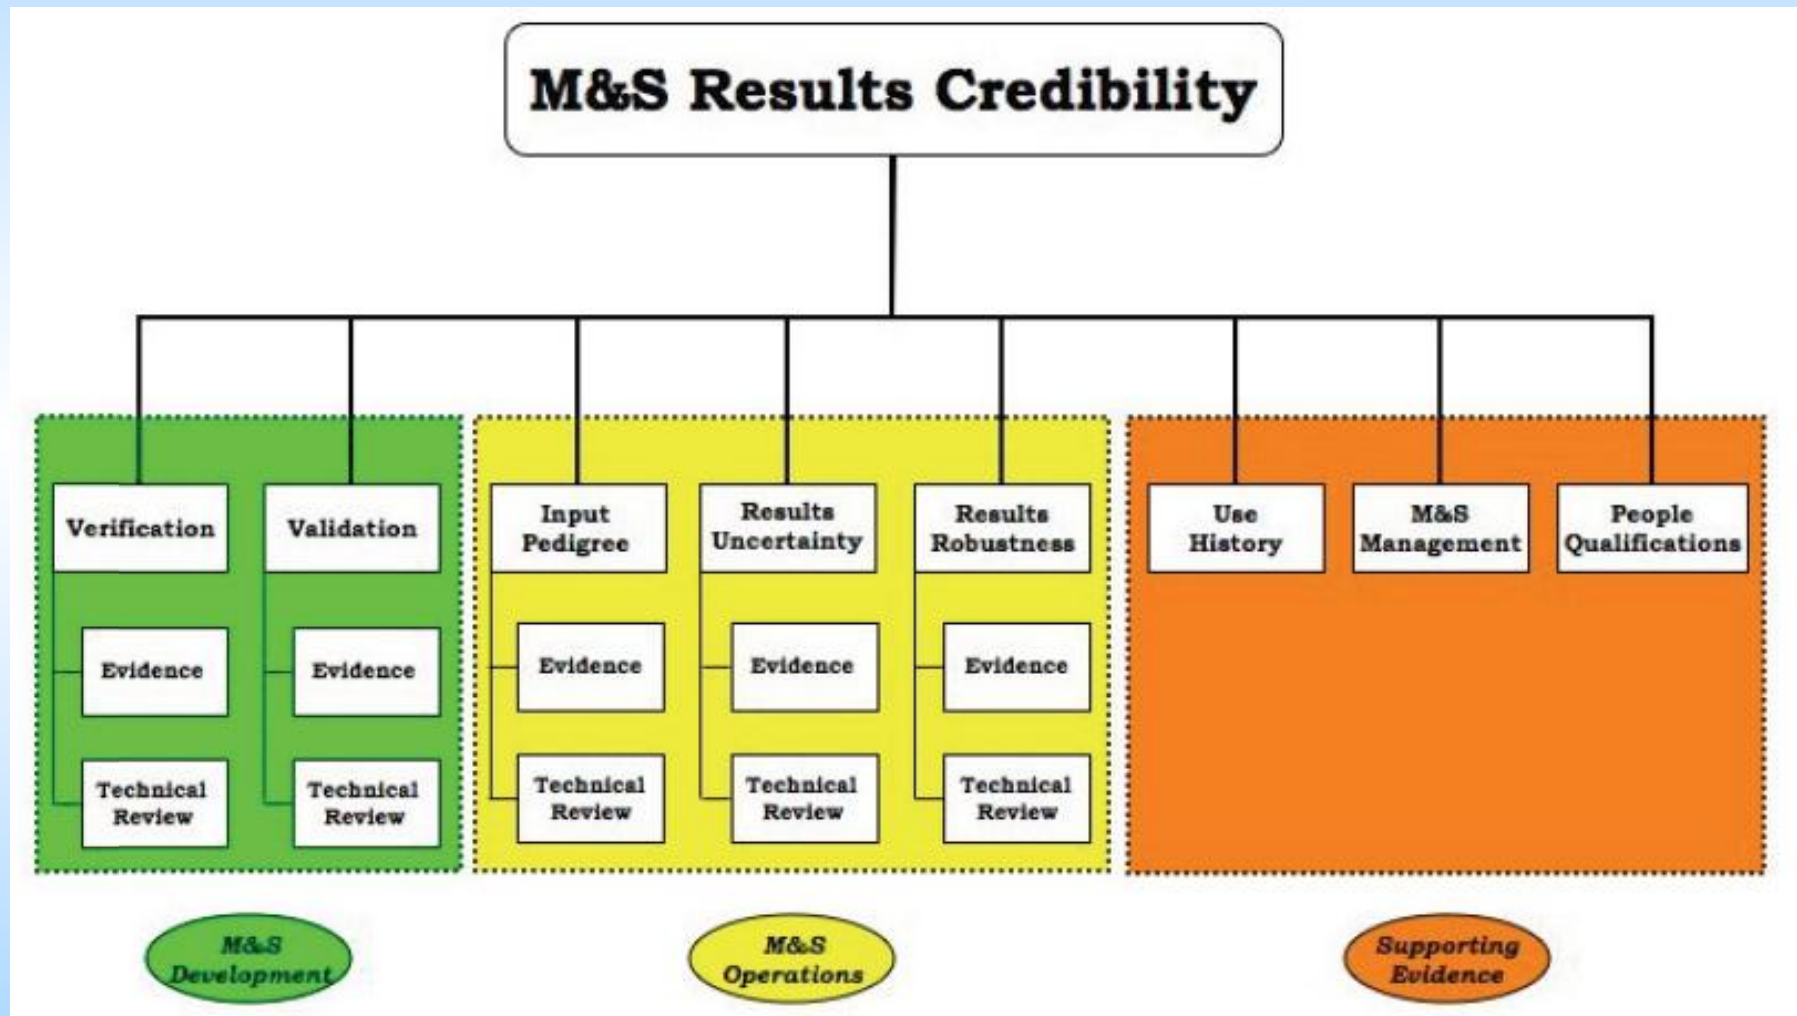 M&S Results Credibility
Verification
Validation
Input
Pedigree
Results
Uncertainty
Results
Robustness
Use
History
M&S
Management
People
Qualifications
Evidence
Evidence
Evidence
Evidence
Evidence
Technical
Review
Technical
Review
Technical
Review
Technical
Review
Technical
Review
M&S
Development
M&S
Operations
Supporting
Evidence